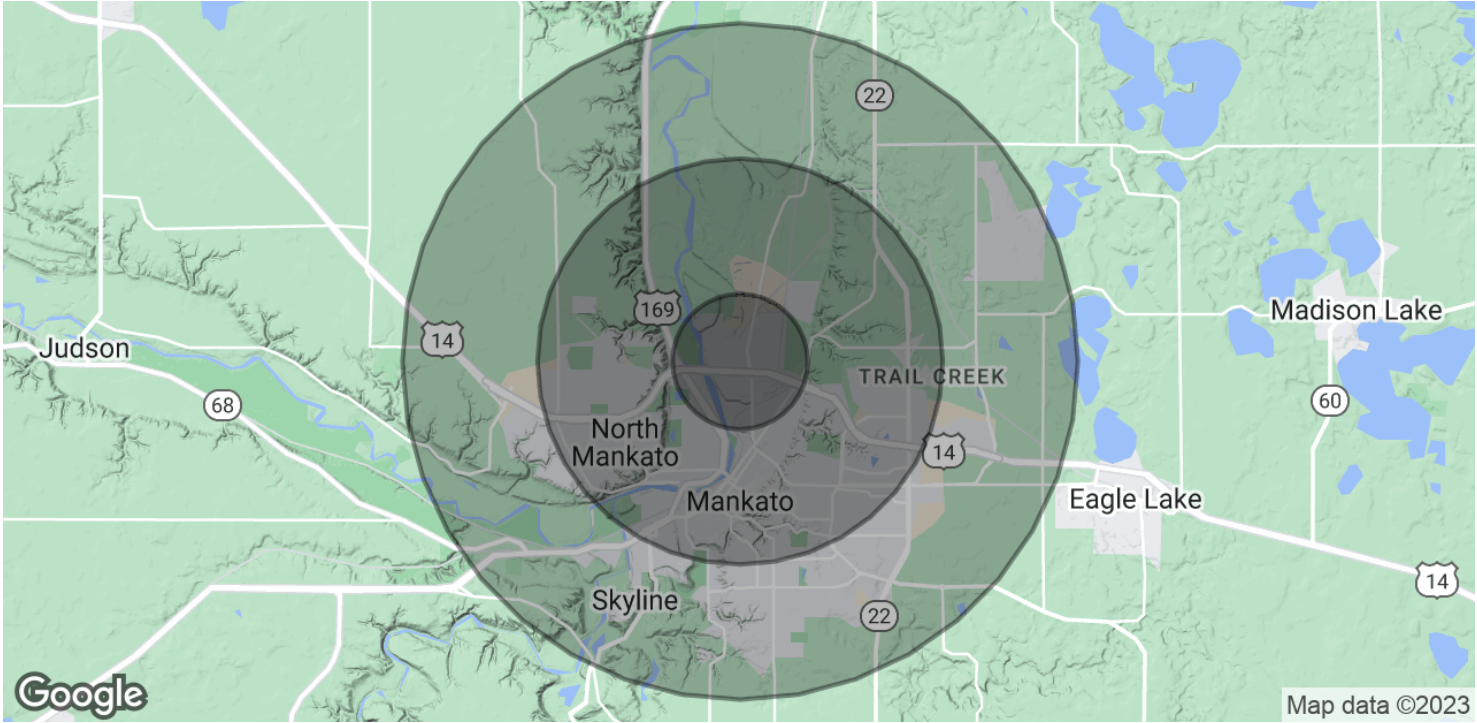 22
169
14
Madison Lake
Judson
TRAIL CREEK
68
60
North
Mankato
14
Mankato
Eagle Lake
14
Skyline
22
Google
Map data ©2023